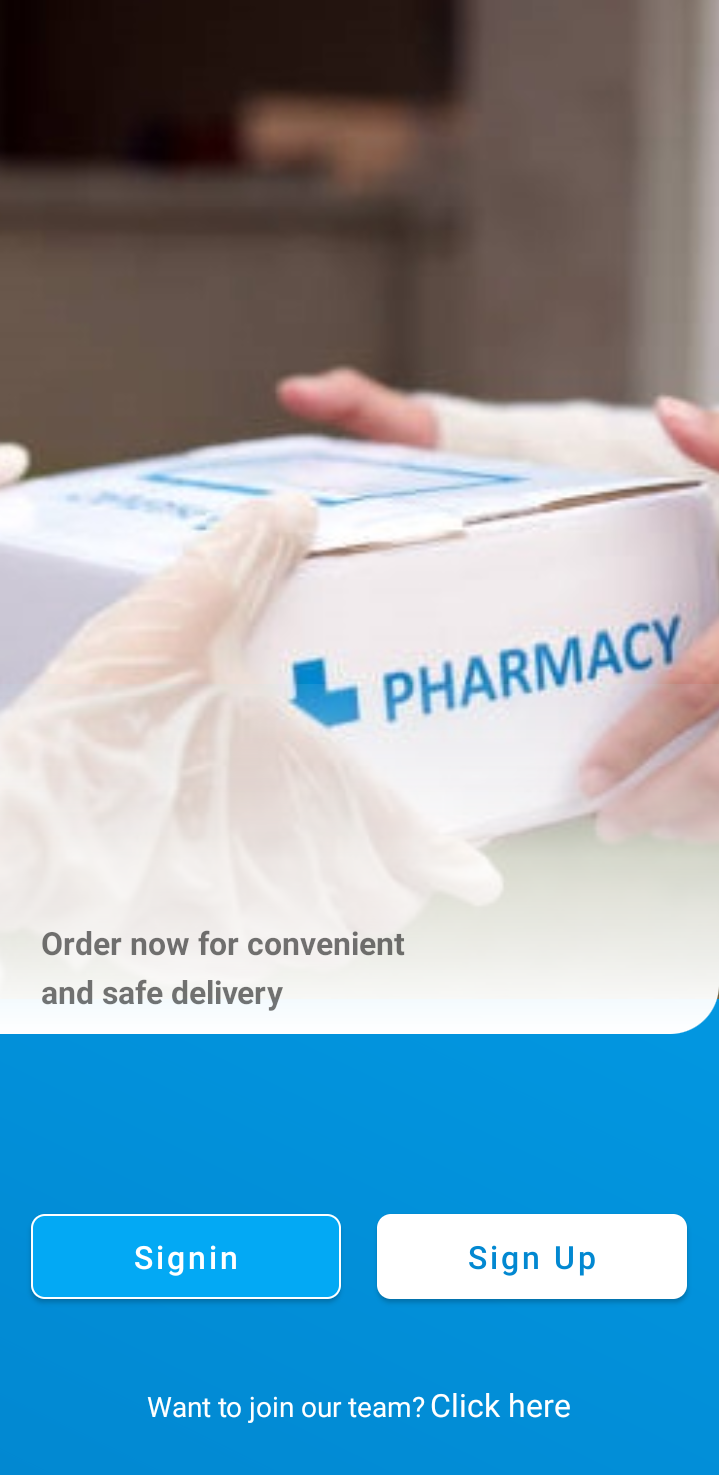 PHARMACY
Order now for convenient
and safe delivery
Signin
Sign Up
Want to join our team? Click here